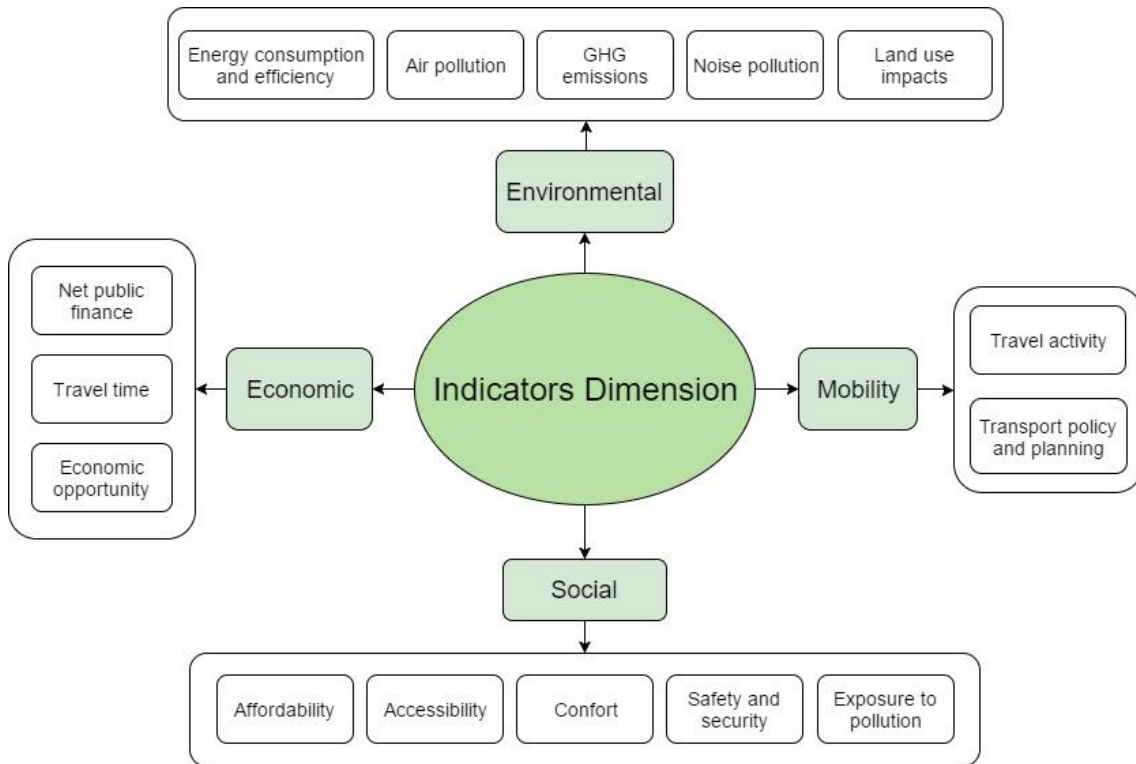 Energy consumption
and efficiency
Air pollution
GHG
emissions
Noise pollution
Land use
impacts
Environmental
Net public
finance
Travel time
Economic
opportunity
Economic
Indicators Dimension
Mobility
Travel activity
Transport policy
and planning
Social
Affordability
Accessibility
Confort
Safety and
security
Exposure to
pollution